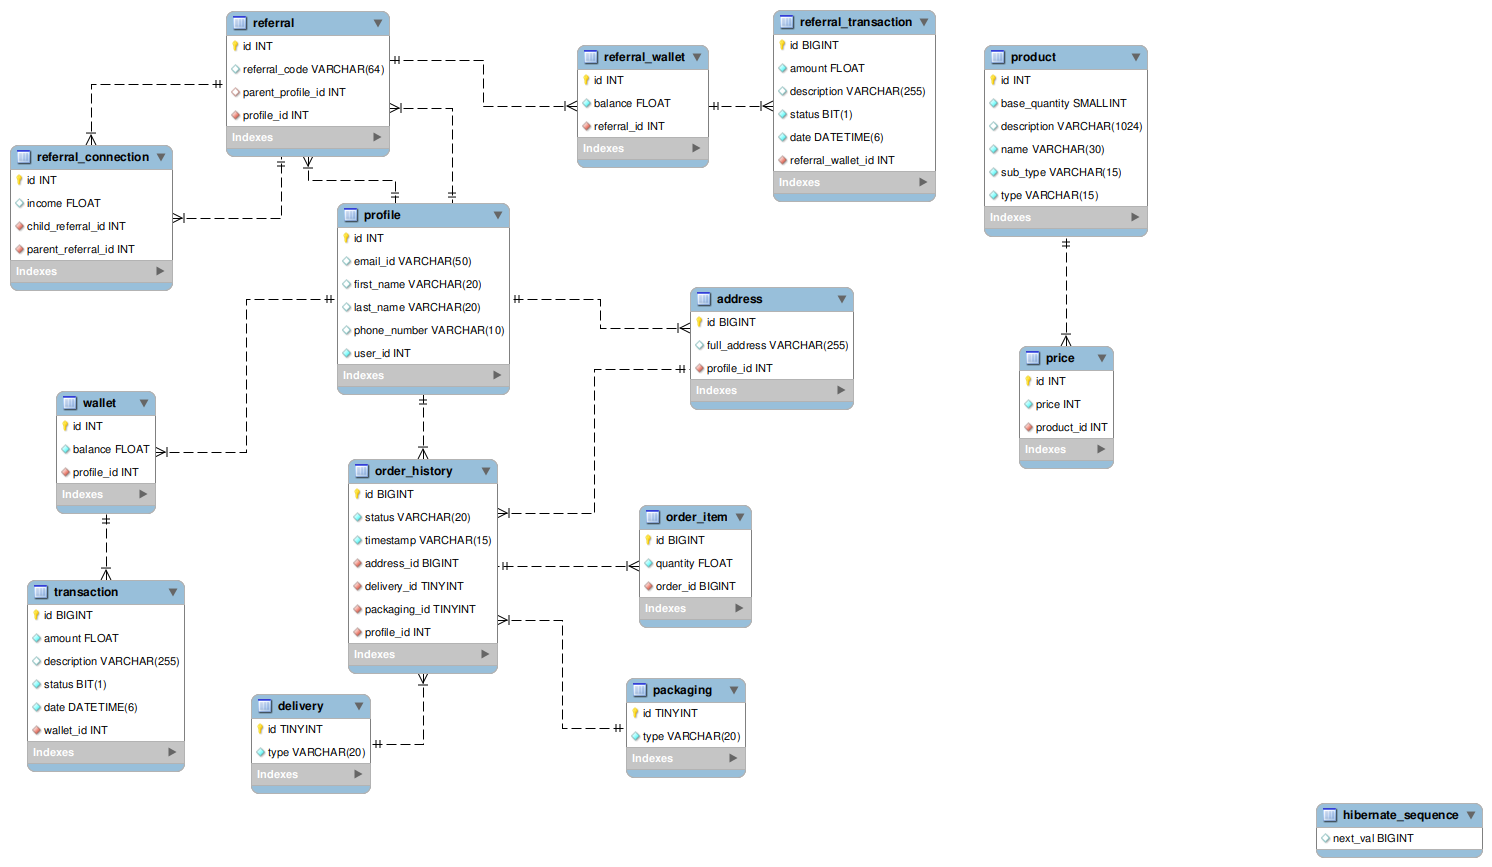 referral
id INT
referral_code VARCHAR(64)
parent_profile_id INT
profile_id INT
Indexes
referral_wallet
id INT
balance FLOAT
referral_id INT
Indexes
referral_transaction
id BIGINT
amount FLOAT
description VARCHAR(255)
status BIT(1)
date DATETIME(6)
referral_wallet_id INT
Indexes
product
id INT
base_quantity SMALLINT
description VARCHAR(1024)
name VARCHAR(30)
sub_type VARCHAR(15)
type VARCHAR(15)
Indexes
referral_connection
id INT
income FLOAT
child_referral_id INT
parent_referral_id INT
Indexes
profile
id INT
email_id VARCHAR(50)
first_name VARCHAR(20)
last_name VARCHAR(20)
phone_number VARCHAR(10)
user_id INT
Indexes
address
id BIGINT
full_address VARCHAR(255)
profile_id INT
Indexes
price
id INT
price INT
product_id INT
Indexes
wallet
id INT
balance FLOAT
profile_id INT
Indexes
order_history
id BIGINT
status VARCHAR(20)
timestamp VARCHAR(15)
address_id BIGINT
delivery_id TINYINT
packaging_id TINYINT
profile_id INT
Indexes
order_item
id BIGINT
quantity FLOAT
order_id BIGINT
Indexes
transaction
id BIGINT
amount FLOAT
description VARCHAR(255)
status BIT(1)
date DATETIME(6)
wallet_id INT
Indexes
delivery
id TINYINT
type VARCHAR(20)
Indexes
packaging
id TINYINT
type VARCHAR(20)
Indexes
hibernate_sequence
next_val BIGINT